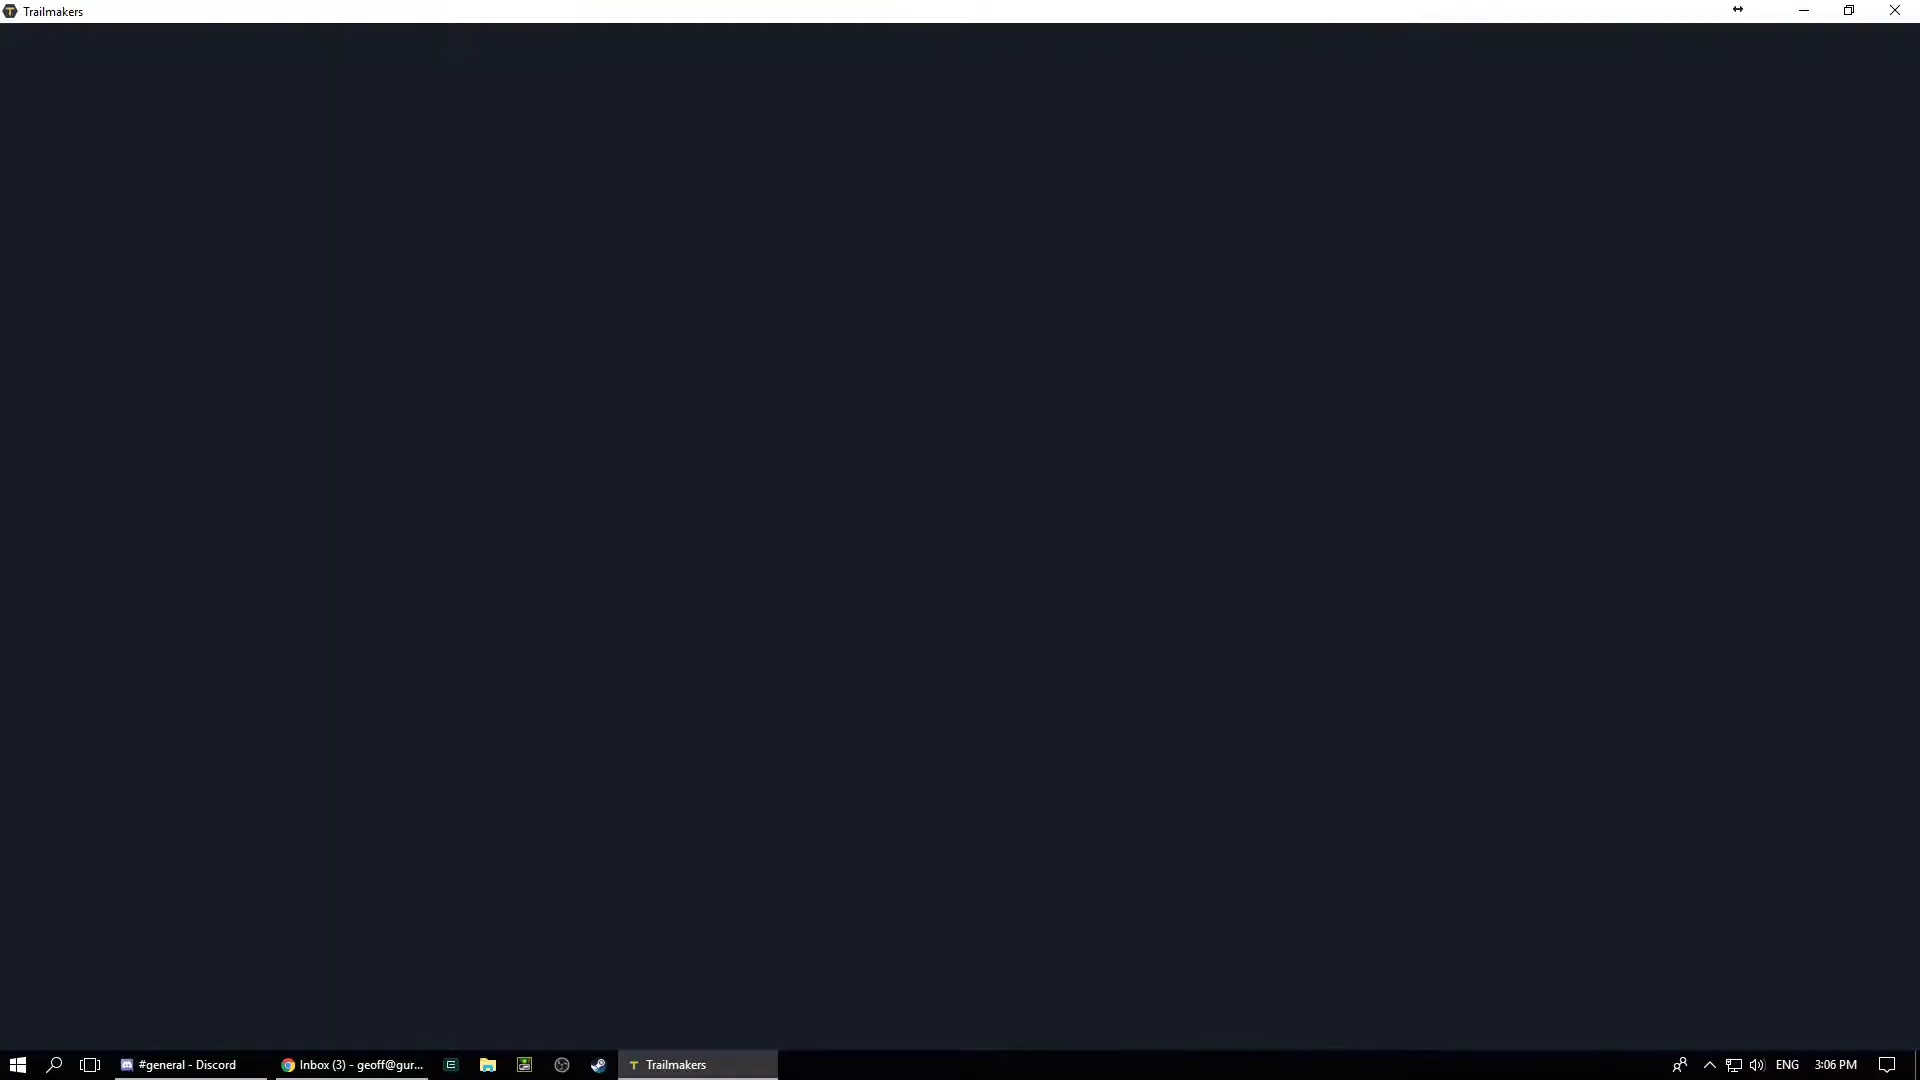 Trailmakers
#general - Discord
Inbox (3) - geoff@gur...
Trailmakers
ENG
3:06 PM